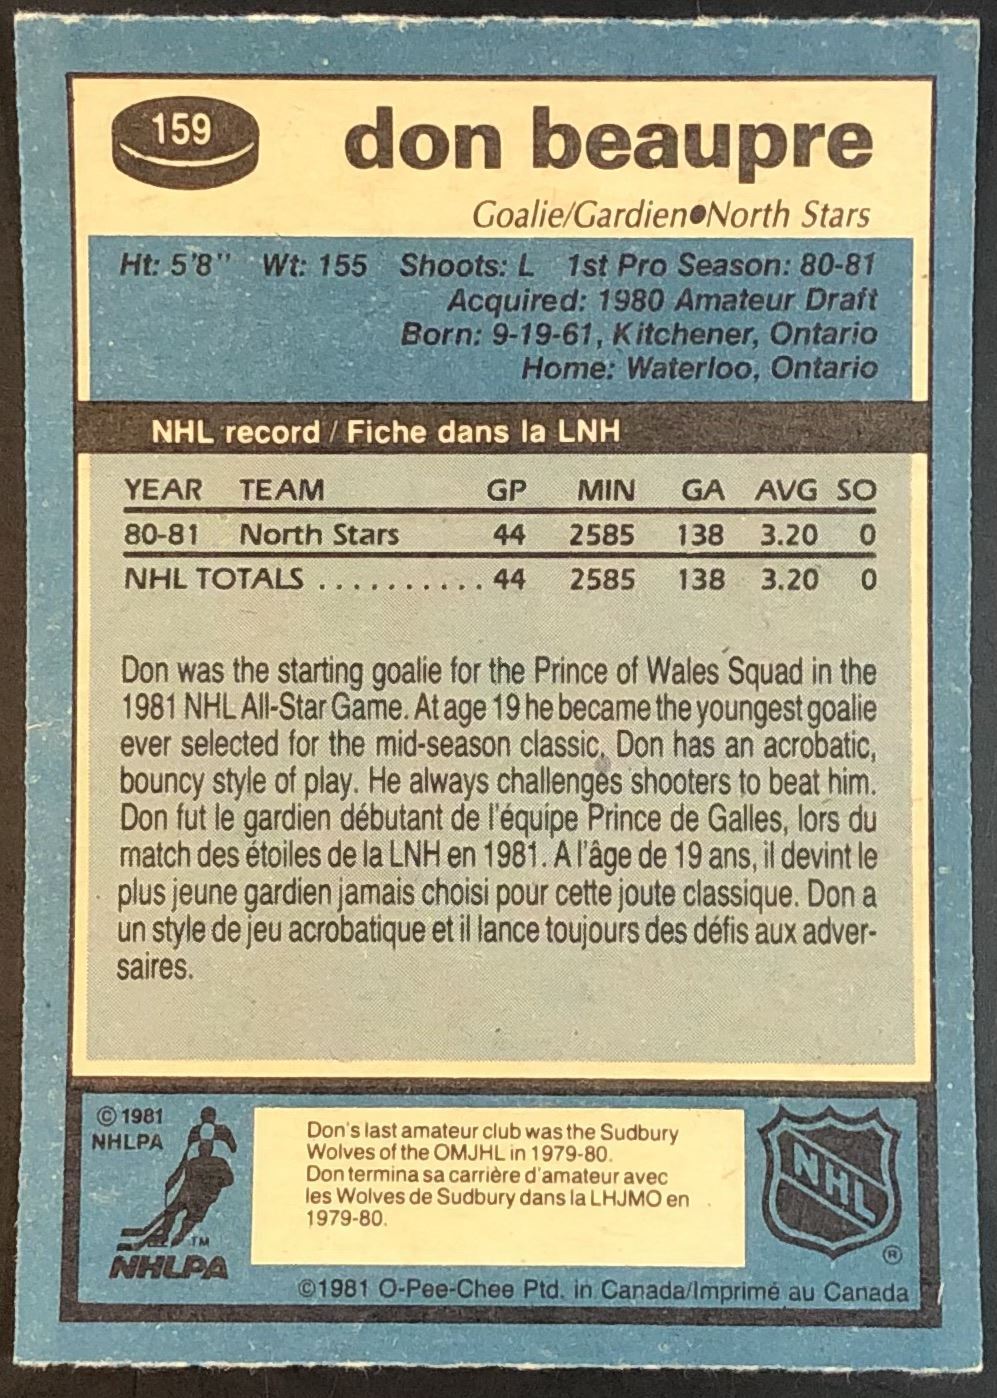 159
don beaupre
Goalie/Gardien●North Stars
Ht: 5'8" Wt: 155 Shoots: L 1st Pro Season: 80-81
Acquired: 1980 Amateur Draft
Born: 9-19-61, Kitchener, Ontario
Home: Waterloo, Ontario
NHL record / Fiche dans la LNH
YEAR TEAM GP MIN GA AVG SO
80-81 North Stars 44 2585 138 3.20 0
NHL TOTALS .......... 44 2585 138 3.20 0
Don was the starting goalie for the Prince of Wales Squad in the
1981 NHL All-Star Game. At age 19 he became the youngest goalie
ever selected for the mid-season classic. Don has an acrobatic,
bouncy style of play. He always challenges shooters to beat him.
Don fut le gardien débutant de l'équipe Prince de Galles, lors du
match des étoiles de la LNH en 1981. A l'âge de 19 ans, il devint le
plus jeune gardien jamais choisi pour cette joute classique. Don a
un style de jeu acrobatique et il lance toujours des défis aux adver-
saires.
© 1981
NHLPA
TM
NHLPA
Don's last amateur club was the Sudbury
Wolves of the OMJHL in 1979-80.
Don termina sa carrière d'amateur avec
les Wolves de Sudbury dans la LHJMO en
1979-80.
NHL
®
©1981 O-Pee-Chee Ptd. in Canada/Imprimé au Canada